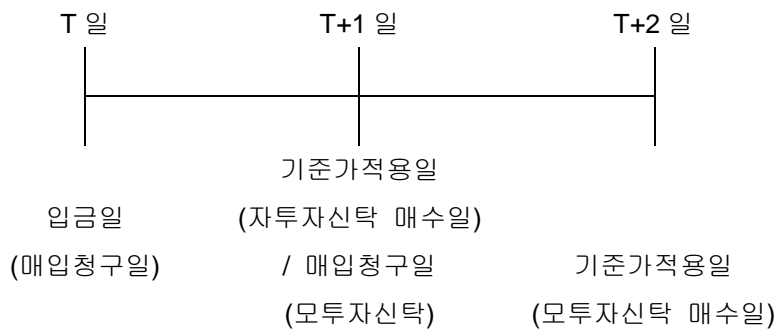 T 일 T+1 일 T+2 일
기준가적용일
입금일 (자투자신탁 매수일)
(매입청구일) / 매입청구일 기준가적용일
(모투자신탁) (모투자신탁 매수일)